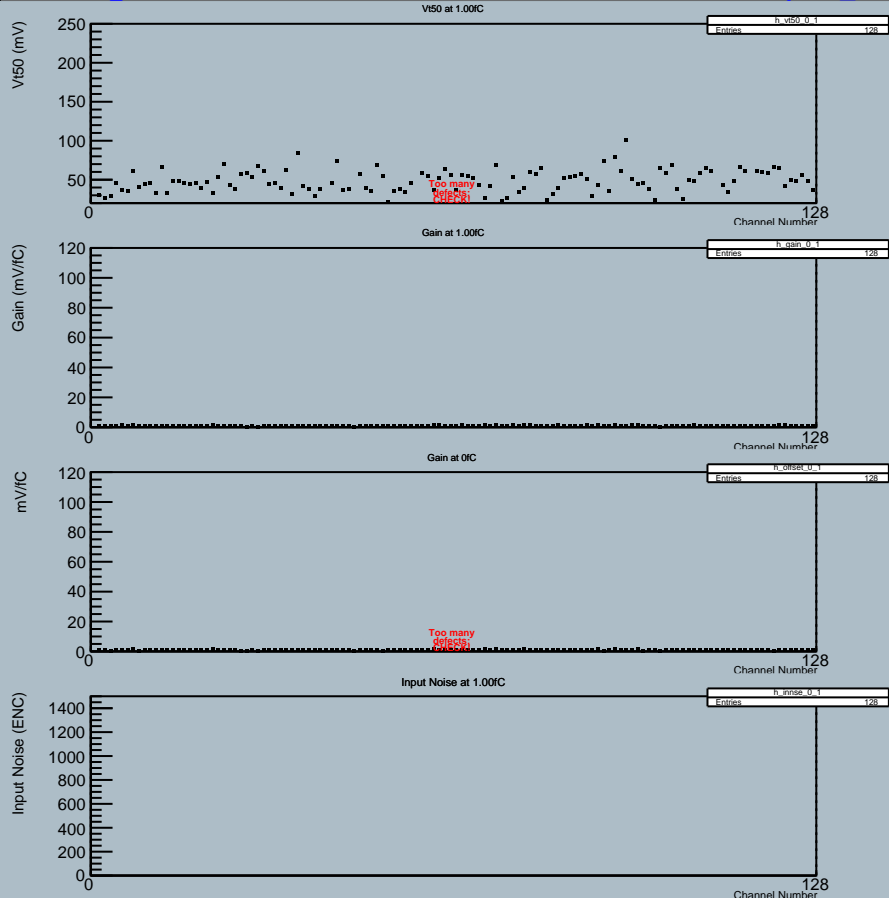 Vt50 at 1.00fC
h_vt50_0_1
Entries 128
Vt50 (mV)
250
200
150
100
50
Too many
defects:
CHECK!
0
128
Channel Number
Gain at 1.00fC
h_gain_0_1
Entries 128
Gain (mV/fC)
120
100
80
60
40
20
0
0
128
Channel Number
Gain at 0fC
h_offset_0_1
Entries 128
mV/fC
120
100
80
60
40
20
Too many
defects:
CHECK!
0
0
128
Channel Number
Input Noise at 1.00fC
h_innse_0_1
Entries 128
Input Noise (ENC)
1400
1200
1000
800
600
400
200
0
0
128
Channel Number